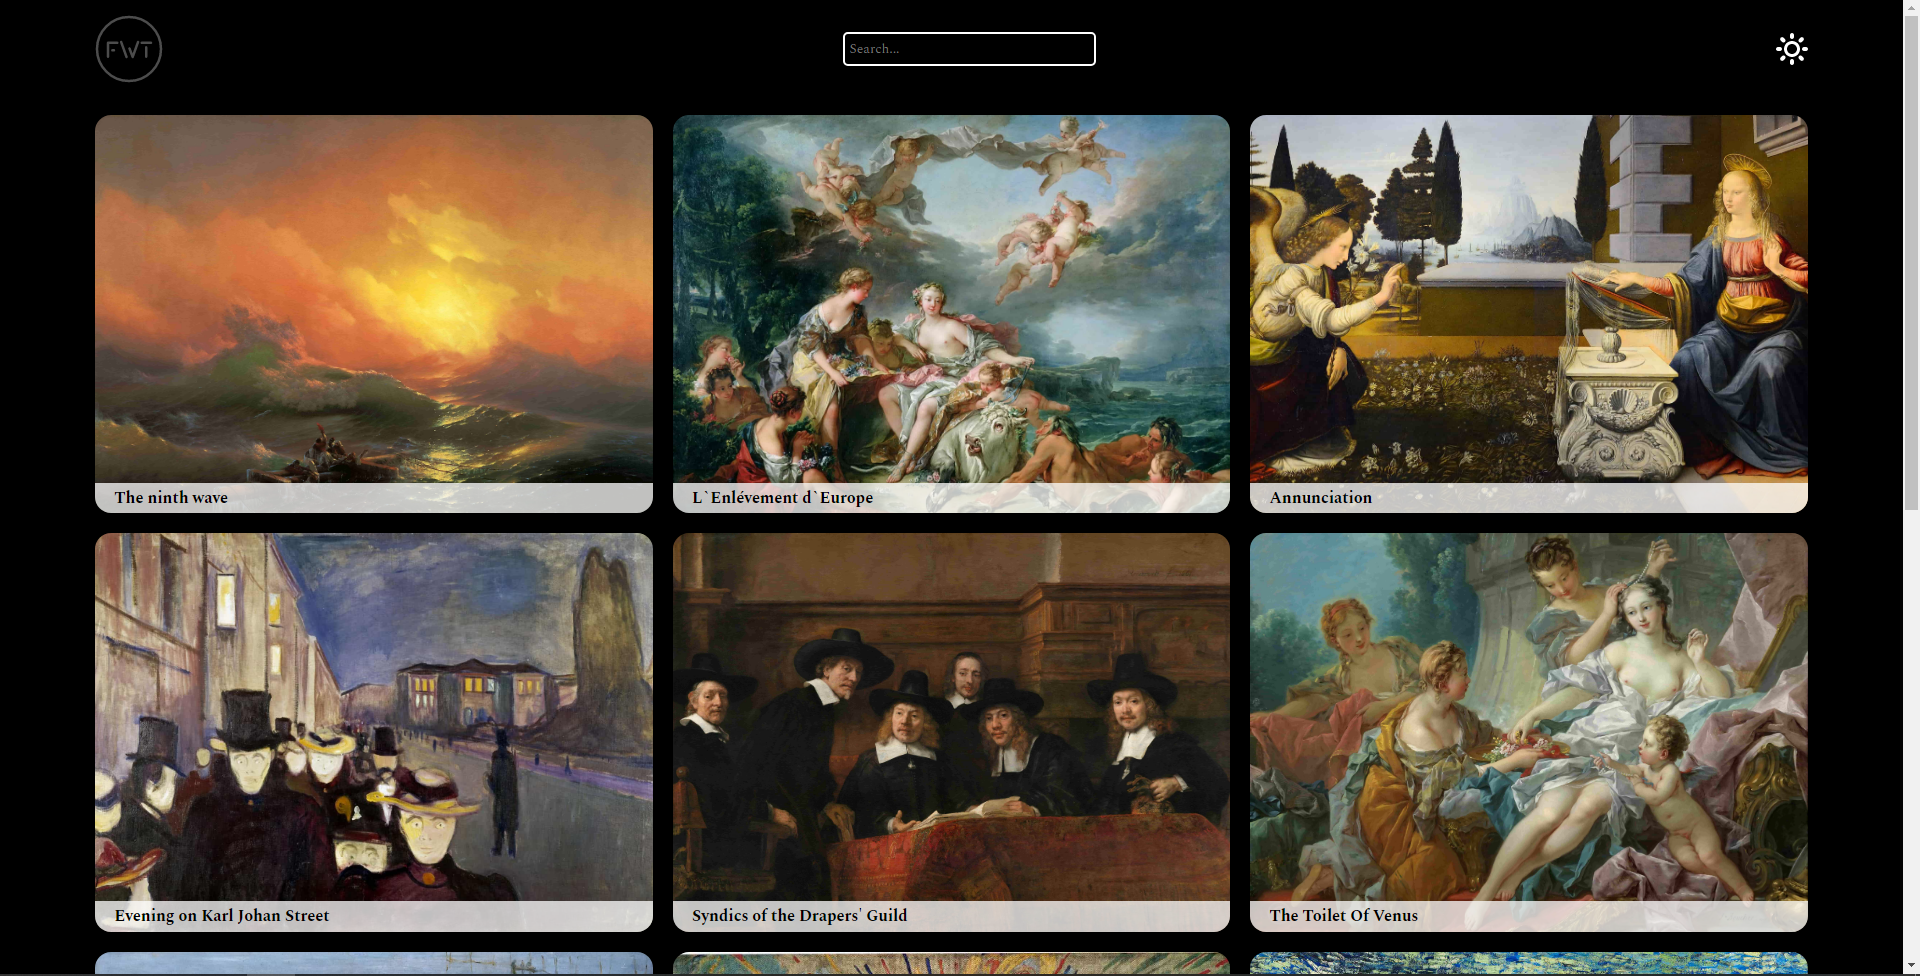 FWT
Search...
The ninth wave
L`Enlévement d`Europe
Annunciation
Evening on Karl Johan Street
Syndics of the Drapers' Guild
The Toilet Of Venus